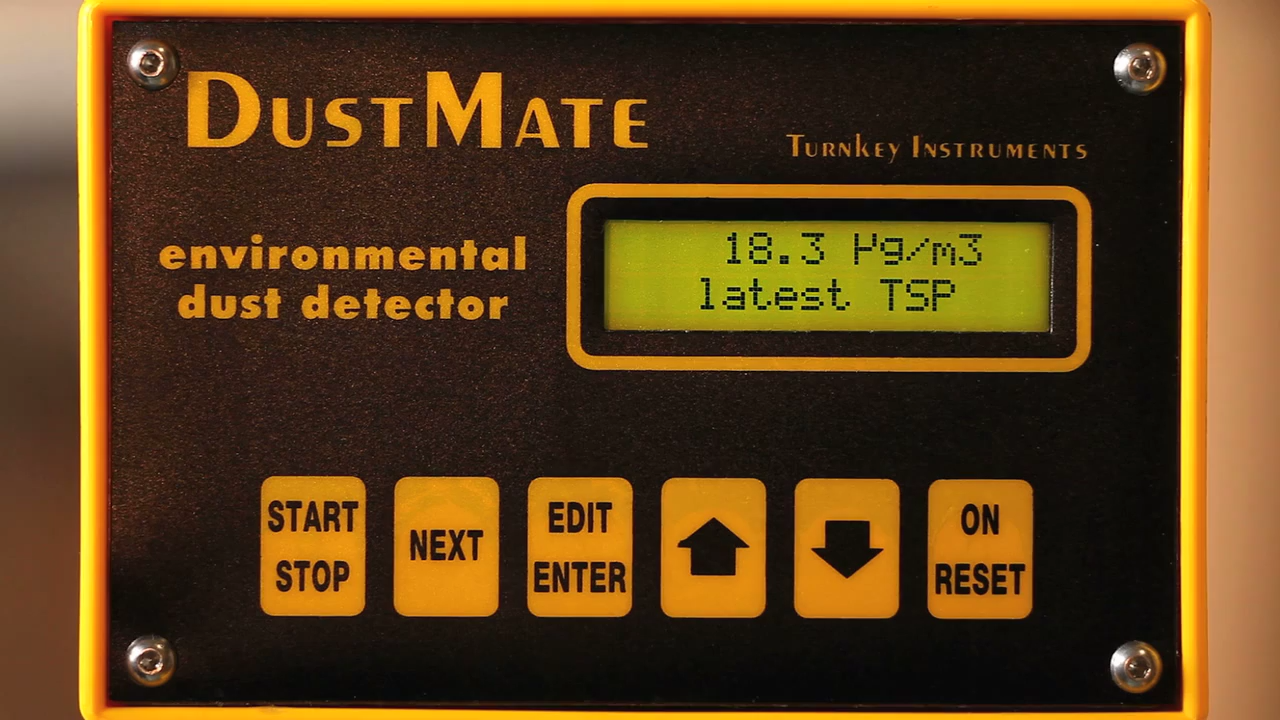 DUSTMATE
TURNKEY INSTRUMENTS
environmental
dust detector
18.3 µg/m3
latest TSP
START
STOP
NEXT
EDIT
ENTER
ON
RESET